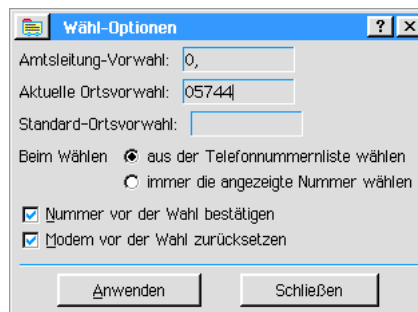 Wähl-Optionen
Amtsleitung-Vorwahl: 0,
Aktuelle Ortsvorwahl: 05744
Standard-Ortsvorwahl:
Beim Wählen aus der Telefonnummernliste wählen
immer die angezeigte Nummer wählen
Nummer vor der Wahl bestätigen
Modem vor der Wahl zurücksetzen
Anwenden Schließen